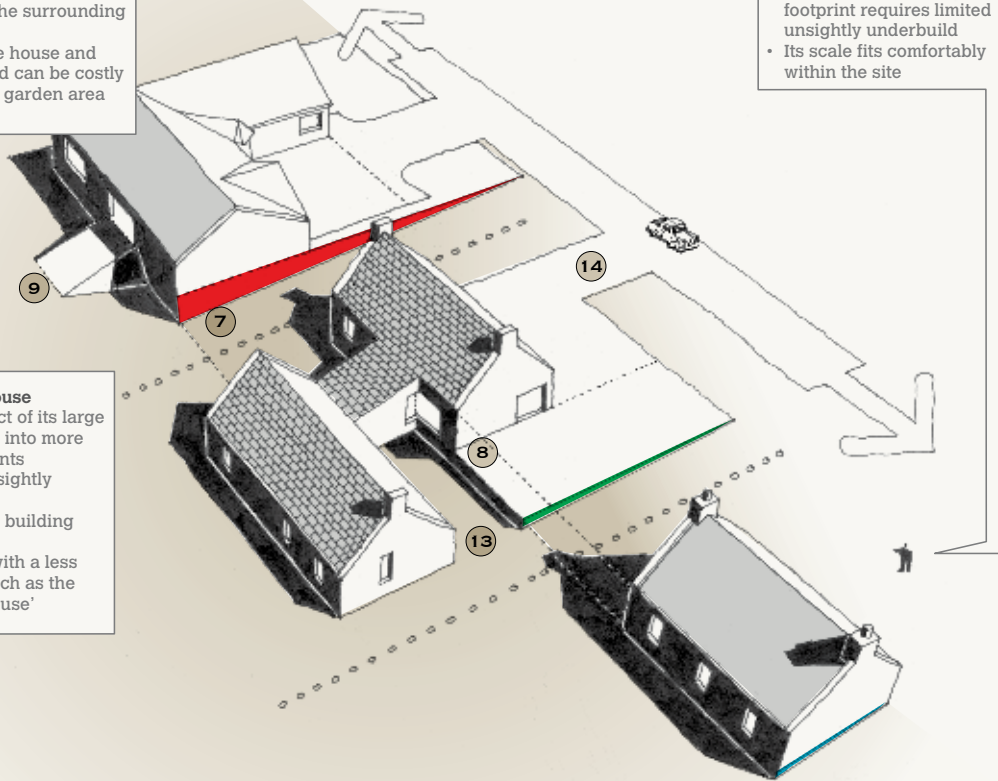 he surrounding
e house and
d can be costly
garden area
footprint requires limited
unsightly underbuild
• Its scale fits comfortably
within the site
9
7
14
ouse
ct of its large
into more
nts
sightly
building
with a less
ch as the
use’
8
13